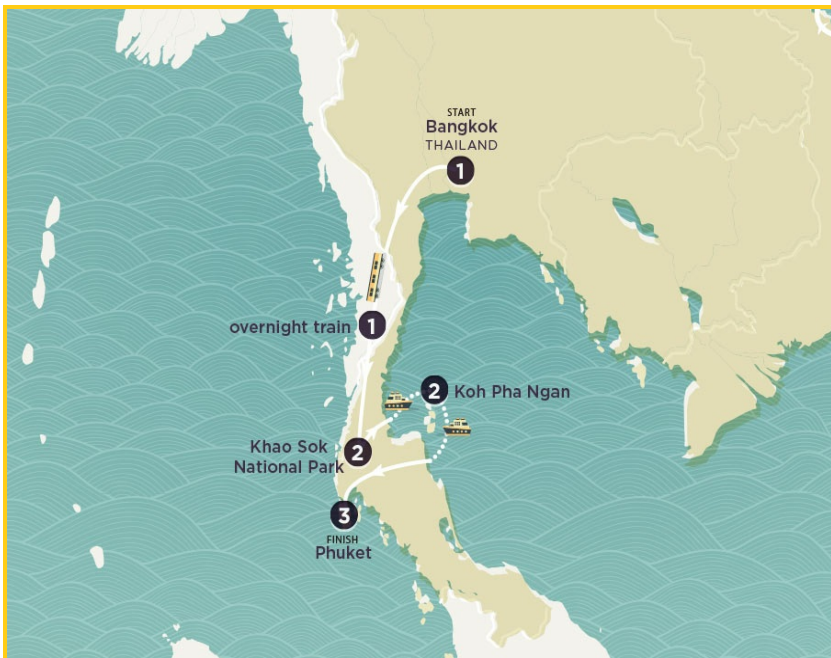 START
Bangkok
THAILAND
1
overnight train 1
2 Koh Pha Ngan
Khao Sok
National Park
2
3
FINISH
Phuket